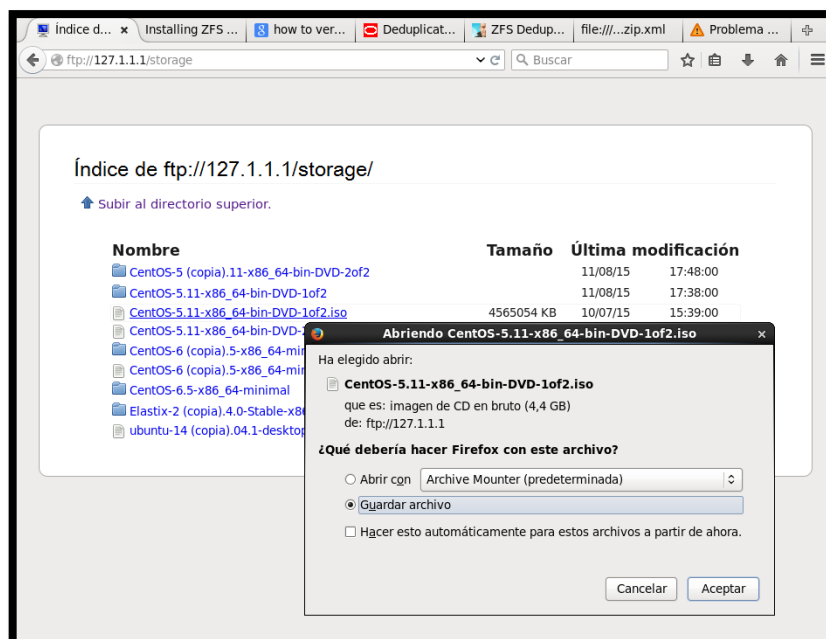 Índice d... × Installing ZFS ... how to ver... Deduplicat... ZFS Dedup... file:///...zip.xml Problema ...
ftp://127.1.1.1/storage Buscar
Índice de ftp://127.1.1.1/storage/
Subir al directorio superior.
Nombre Tamaño Última modificación
CentOS-5 (copia).11-x86_64-bin-DVD-2of2 11/08/15 17:48:00
CentOS-5.11-x86_64-bin-DVD-1of2 11/08/15 17:38:00
CentOS-5.11-x86_64-bin-DVD-1of2.iso 4565054 KB 10/07/15 15:39:00
CentOS-5.11-x86_64-bin-DVD-
CentOS-6 (copia).5-x86_64-mi
CentOS-6 (copia).5-x86_64-mi
CentOS-6.5-x86_64-minimal
Elastix-2 (copia).4.0-Stable-x8
ubuntu-14 (copia).04.1-desktop
Abriendo CentOS-5.11-x86_64-bin-DVD-1of2.iso ×
Ha elegido abrir:
CentOS-5.11-x86_64-bin-DVD-1of2.iso
que es: imagen de CD en bruto (4,4 GB)
de: ftp://127.1.1.1
¿Qué debería hacer Firefox con este archivo?
Abrir con Archive Mounter (predeterminada)
Guardar archivo
Hacer esto automáticamente para estos archivos a partir de ahora.
Cancelar Aceptar